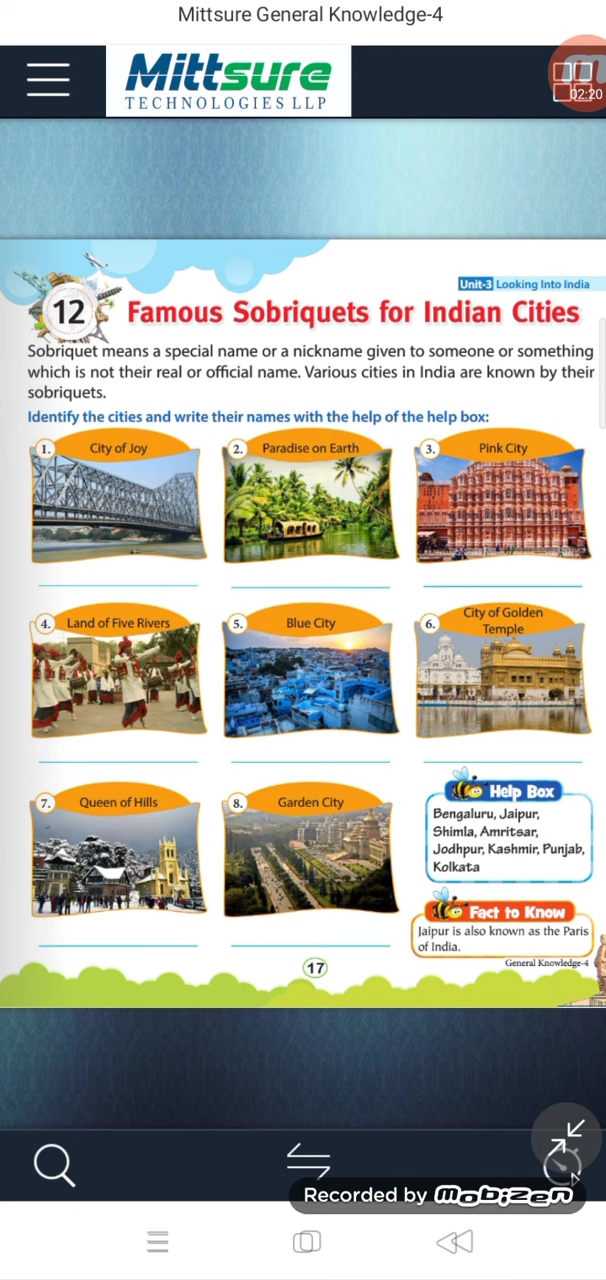 Mittsure General Knowledge-4
Mittsure
TECHNOLOGIES LLP
02:20
Unit-3 Looking Into India
12 Famous Sobriquets for Indian Cities
Sobriquet means a special name or a nickname given to someone or something
which is not their real or official name. Various cities in India are known by their
sobriquets.
Identify the cities and write their names with the help of the help box:
1. City of Joy
2. Paradise on Earth
3. Pink City
4. Land of Five Rivers
5. Blue City
6. City of Golden
Temple
7. Queen of Hills
8. Garden City
Help Box
Bengaluru, Jaipur,
Shimla, Amritsar,
Jodhpur, Kashmir, Punjab,
Kolkata
Fact to Know
Jaipur is also known as the Paris
of India.
17
General Knowledge-4
Recorded by Mobizen